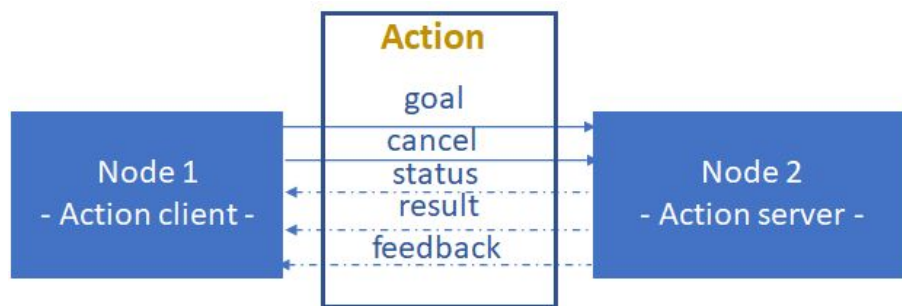 Action
goal
cancel
status
result
feedback
Node 1
- Action client -
Node 2
- Action server -